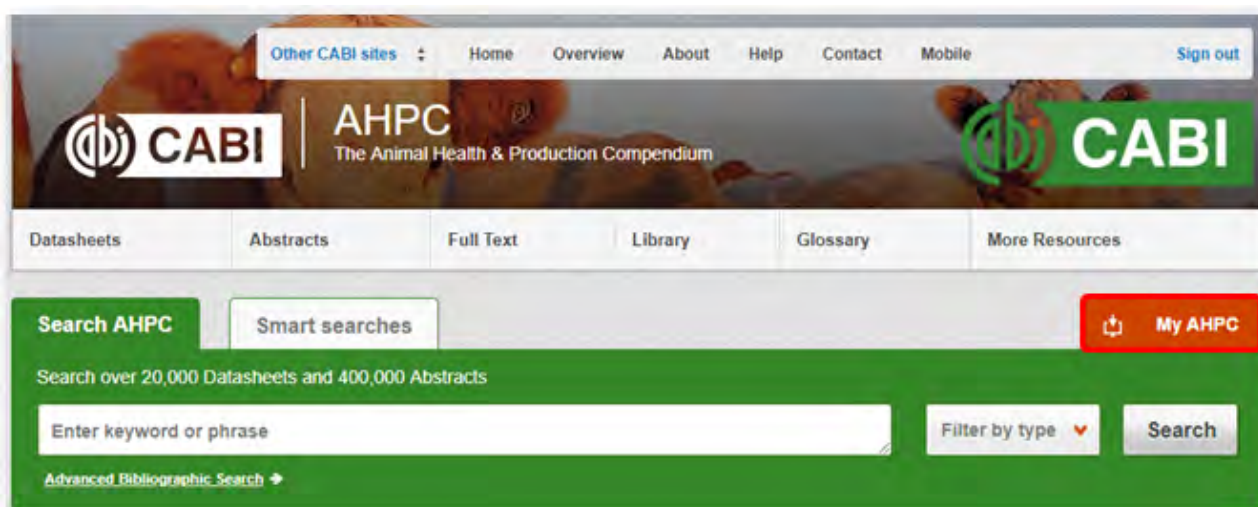 Other CABI sites Home Overview About Help Contact Mobile Sign out
CABI AHPC CABI
The Animal Health & Production Compendium
Datasheets Abstracts Full Text Library Glossary More Resources
Search AHPC Smart searches My AHPC
Search over 20,000 Datasheets and 400,000 Abstracts
Enter keyword or phrase Filter by type Search
Advanced Bibliographic Search